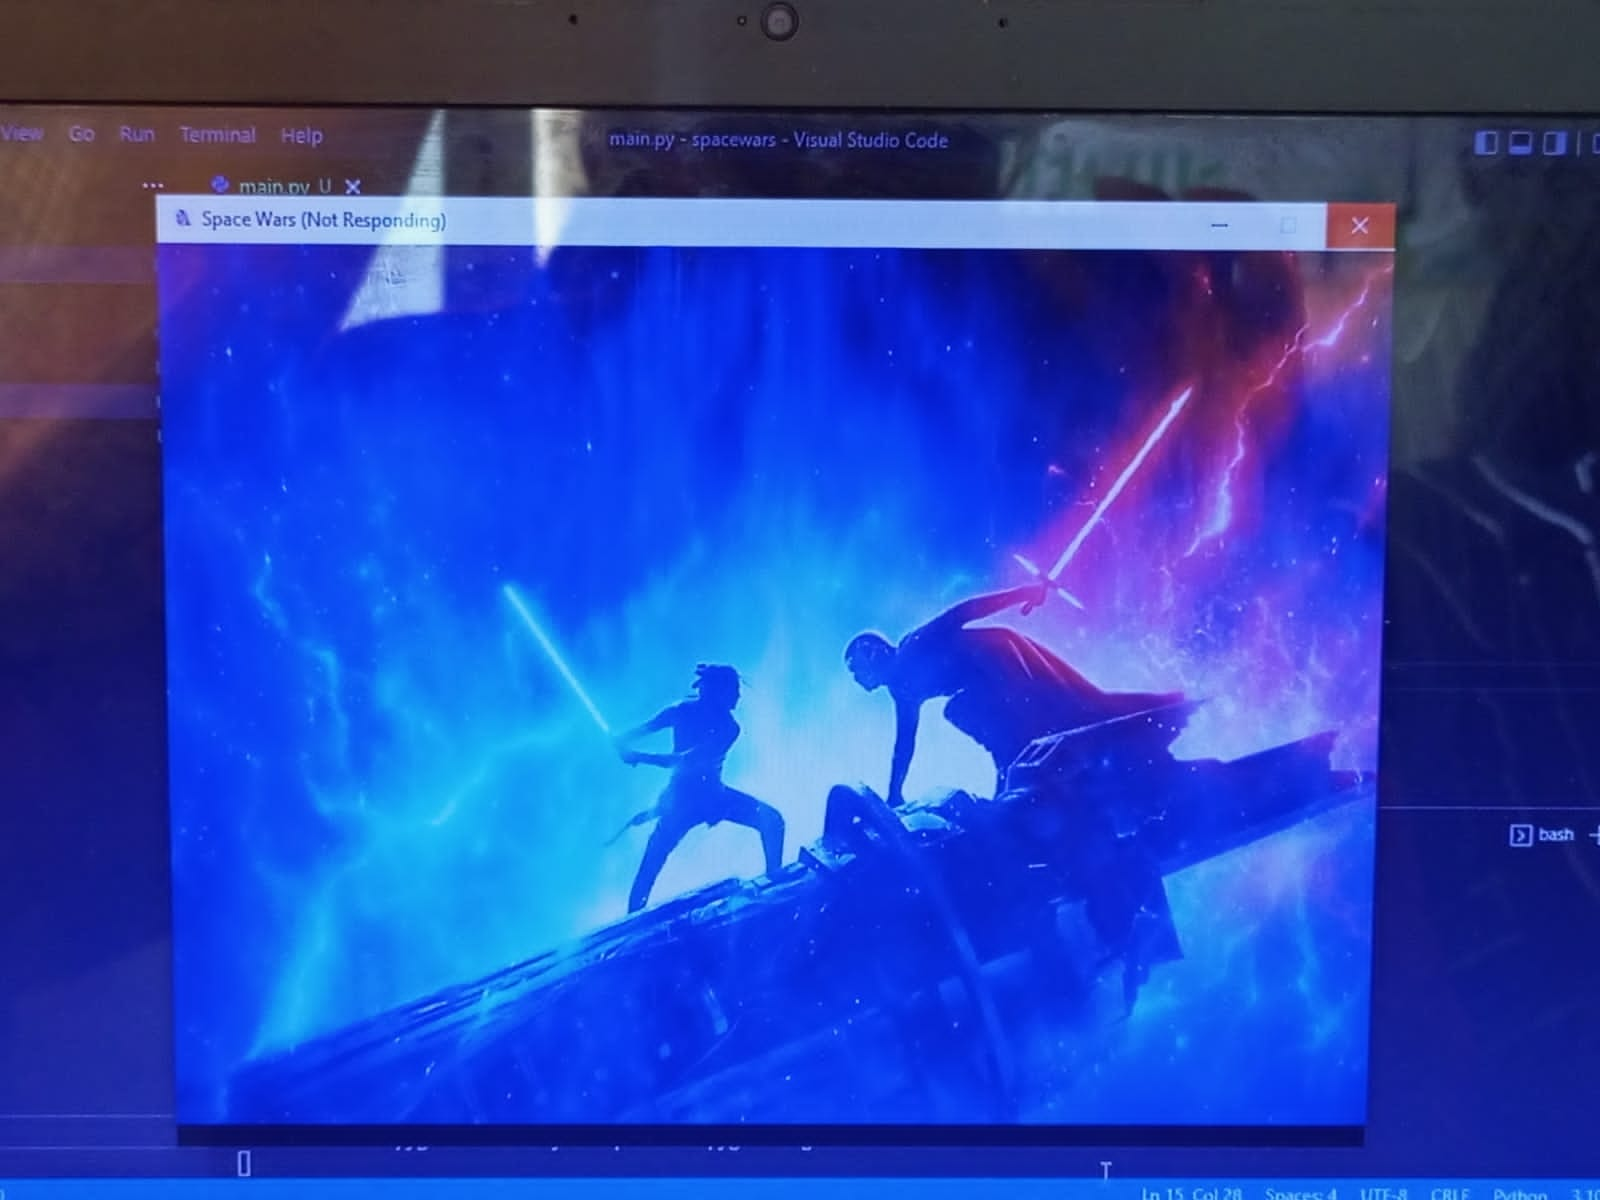 View Go Run Terminal Help
main.py - spacewars - Visual Studio Code
... main.py U
Space Wars (Not Responding)
bash
Ln 15, Col 28 Spaces: 4 UTF-8 CRLF Python